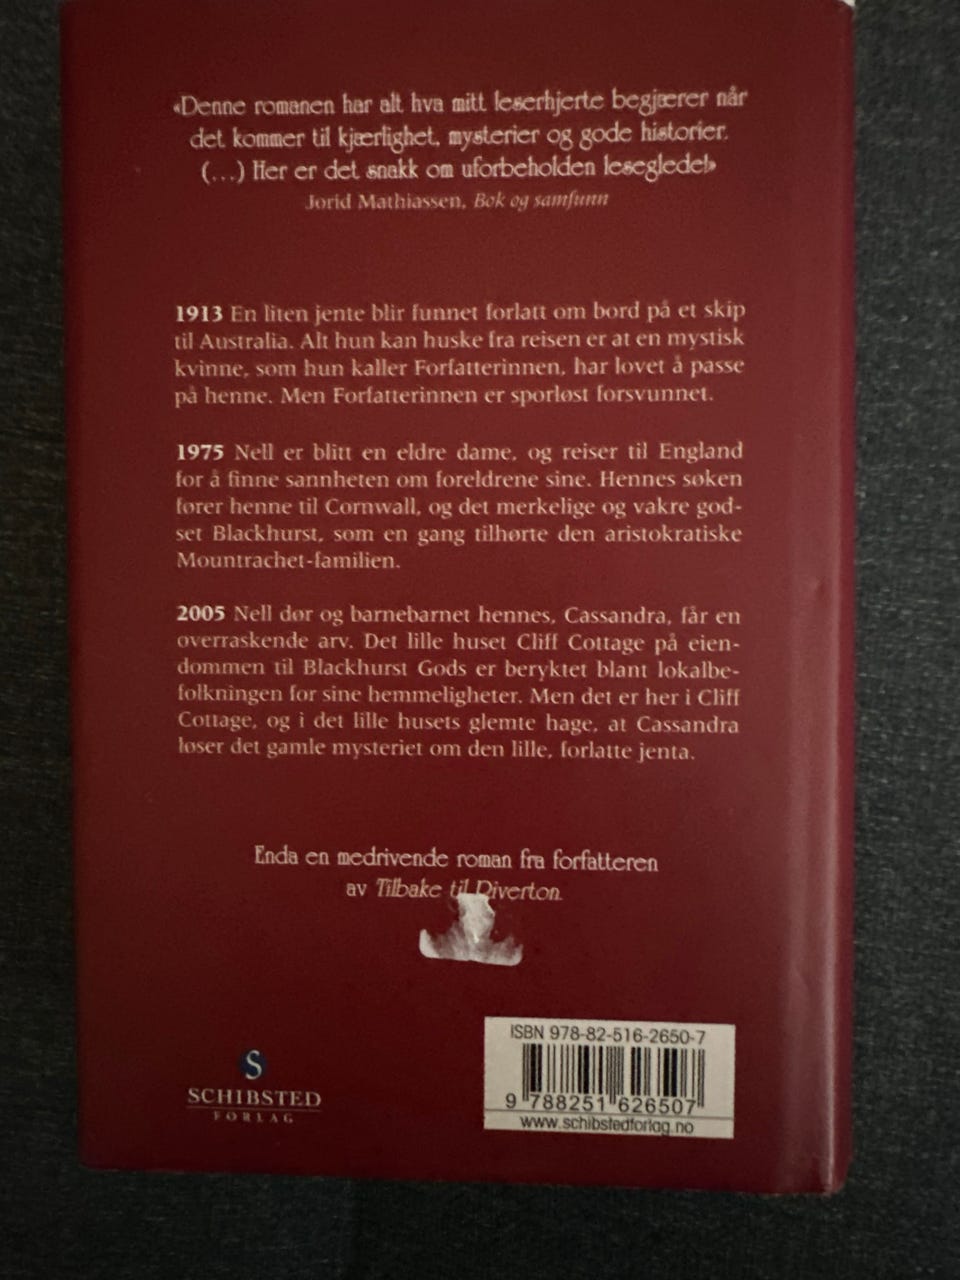 «Denne romanen har alt hva mitt leserhjerte begjærer når
det kommer til kjærlighet, mysterier og gode historier.
(...) Her er det snakk om uforbeholden leseglede!»
Jorid Mathiassen, Bok og samfunn
1913 En liten jente blir funnet forlatt om bord på et skip
til Australia. Alt hun kan huske fra reisen er at en mystisk
kvinne, som hun kaller Forfatterinnen, har lovet å passe
på henne. Men Forfatterinnen er sporløst forsvunnet.
1975 Nell er blitt en eldre dame, og reiser til England
for å finne sannheten om foreldrene sine. Hennes søken
fører henne til Cornwall, og det merkelige og vakre god-
set Blackhurst, som en gang tilhørte den aristokratiske
Mountrachet-familien.
2005 Nell dør og barnebarnet hennes, Cassandra, får en
overraskende arv. Det lille huset Cliff Cottage på eien-
dommen til Blackhurst Gods er beryktet blant lokalbe-
folkningen for sine hemmeligheter. Men det er her i Cliff
Cottage, og i det lille husets glemte hage, at Cassandra
løser det gamle mysteriet om den lille, forlatte jenta.
Enda en medrivende roman fra forfatteren
av Tilbake til Riverton.
S
SCHIBSTED
FORLAG
ISBN 978-82-516-2650-7
9 788251 626507
www.schibstedforlag.no